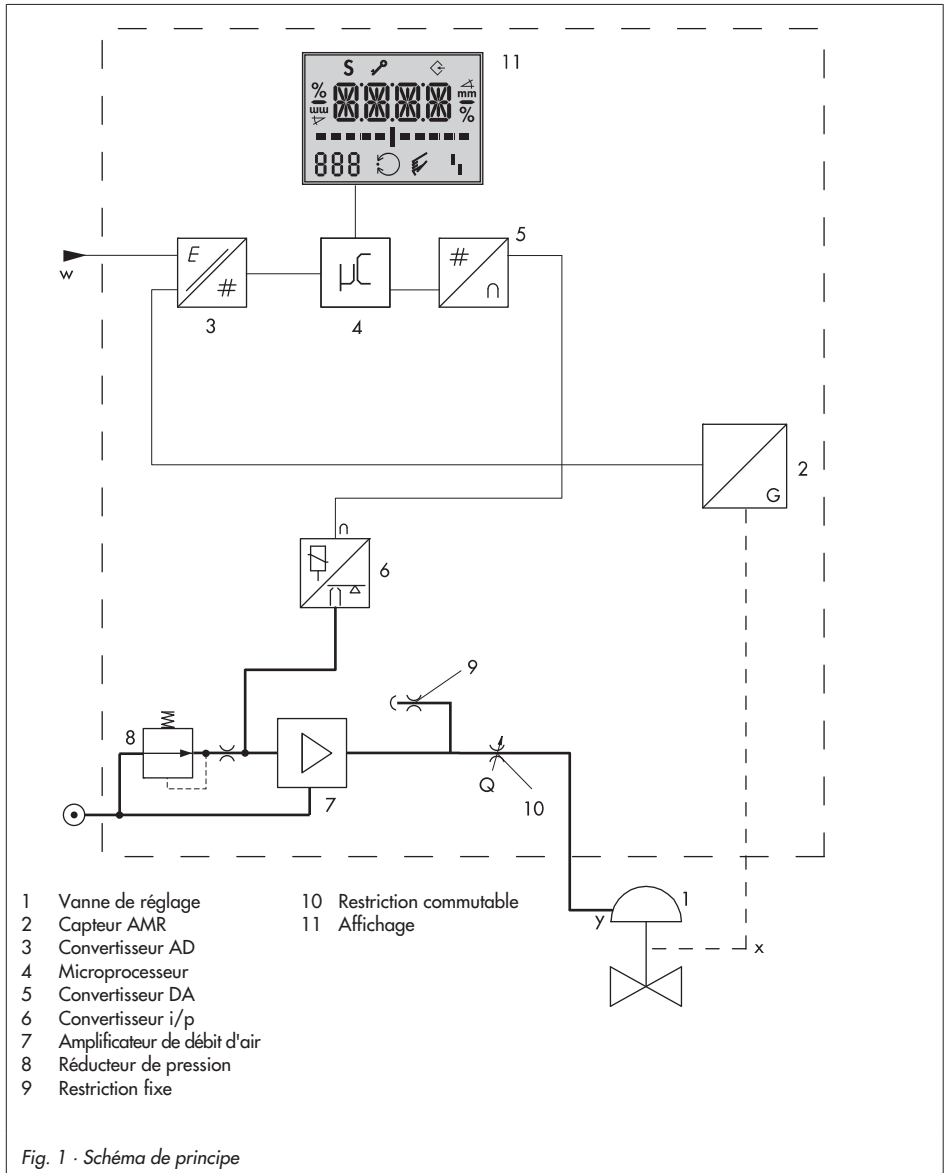 11
S
%
mm
mm
%
888
5
w
E
#
µC
#
∩
3
4
2
G
∩
6
9
8
Q
7
10
1
y
x
1 Vanne de réglage
2 Capteur AMR
3 Convertisseur AD
4 Microprocesseur
5 Convertisseur DA
6 Convertisseur i/p
7 Amplificateur de débit d'air
8 Réducteur de pression
9 Restriction fixe
10 Restriction commutable
11 Affichage
Fig. 1 · Schéma de principe